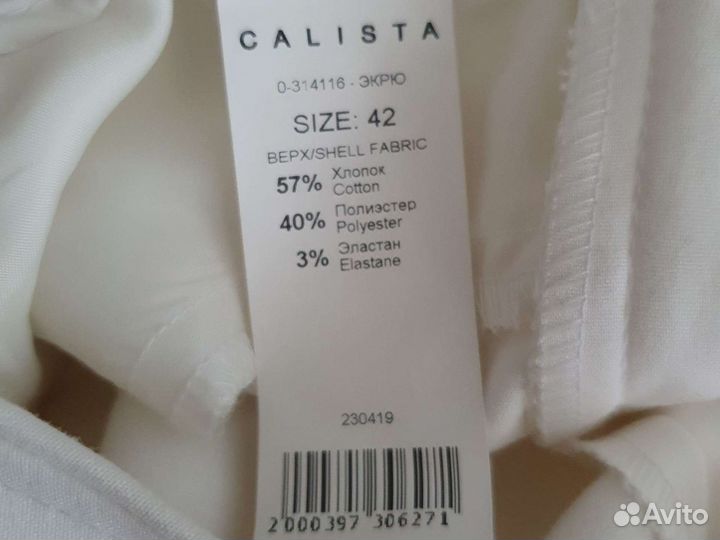 CALISTA
0-314116 - ЭКРЮ
SIZE: 42
ВЕРХ/SHELL FABRIC
57% Хлопок
Cotton
40% Полиэстер
Polyester
3% Эластан
Elastane
230419
2000397 306271
Avito